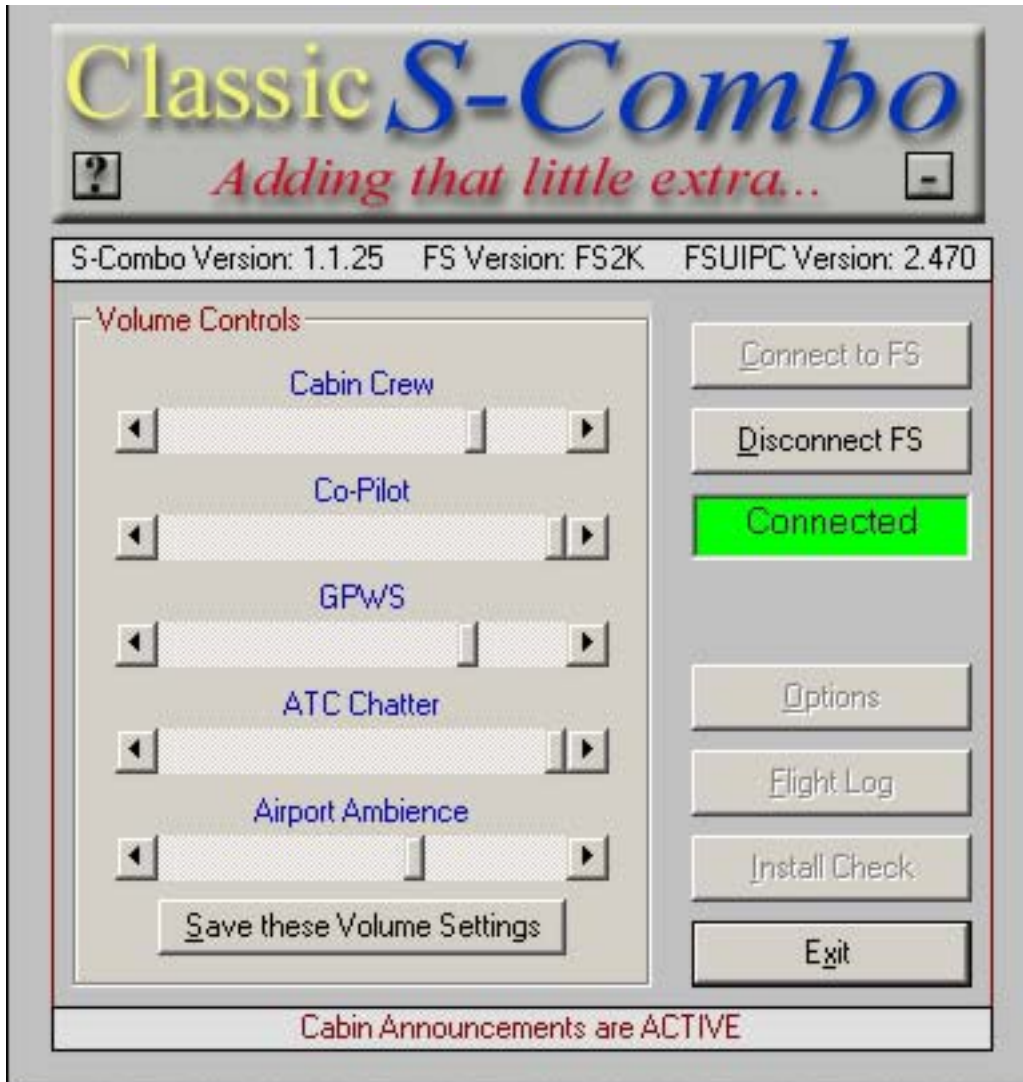 Classic S-Combo
? Adding that little extra... -
S-Combo Version: 1.1.25 FS Version: FS2K FSUIPC Version: 2.470
Volume Controls
Cabin Crew
Co-Pilot
GPWS
ATC Chatter
Airport Ambience
Save these Volume Settings
Connect to FS
Disconnect FS
Connected
Options
Flight Log
Install Check
Exit
Cabin Announcements are ACTIVE